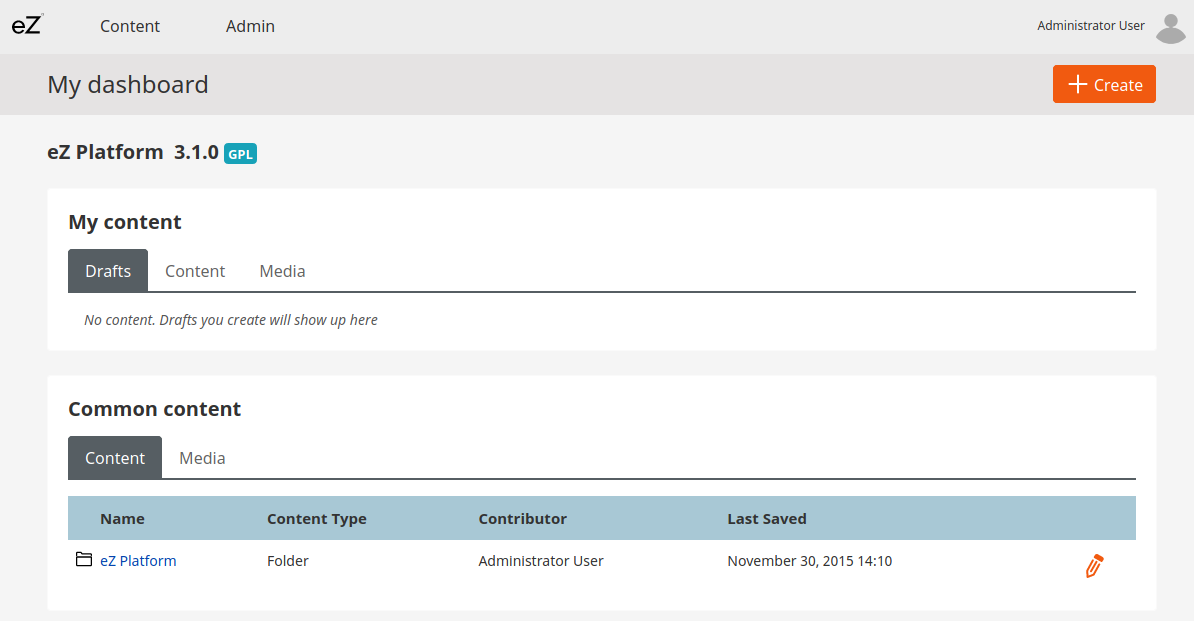 eZ Content Admin Administrator User
My dashboard + Create
eZ Platform 3.1.0 GPL
My content
Drafts Content Media
No content. Drafts you create will show up here
Common content
Content Media
Name Content Type Contributor Last Saved
eZ Platform Folder Administrator User November 30, 2015 14:10